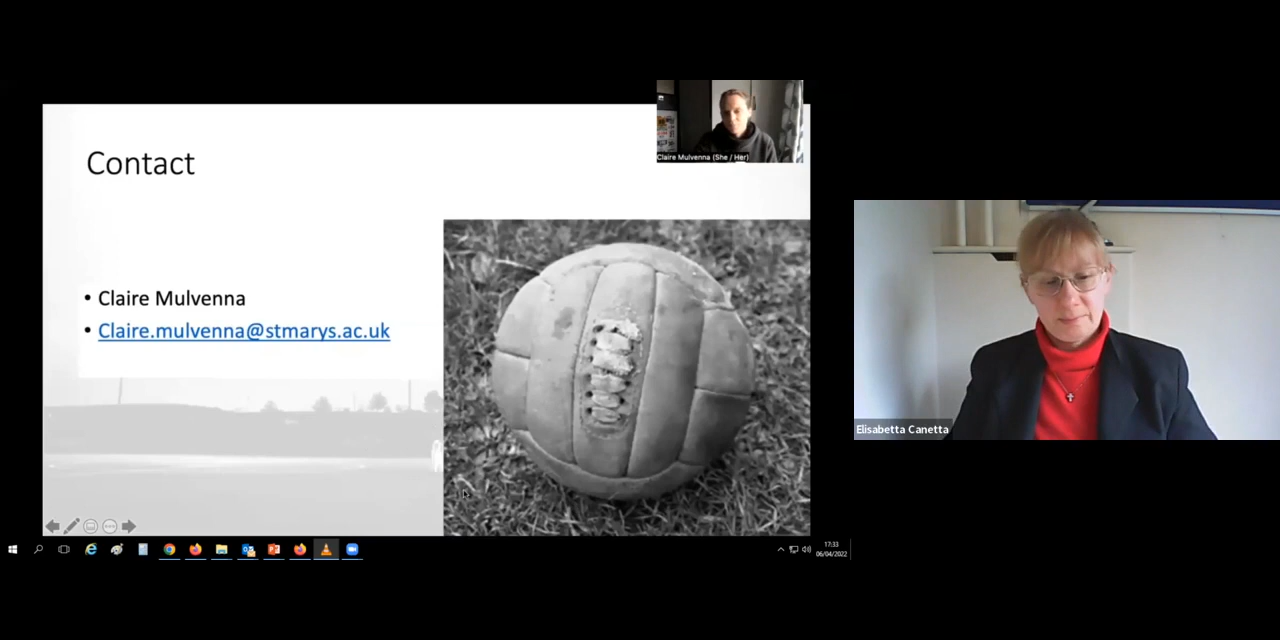 Contact
Claire Mulvenna (She / Her)
• Claire Mulvenna
• Claire.mulvenna@stmarys.ac.uk
Elisabetta Canetta
17:33
06/04/2022